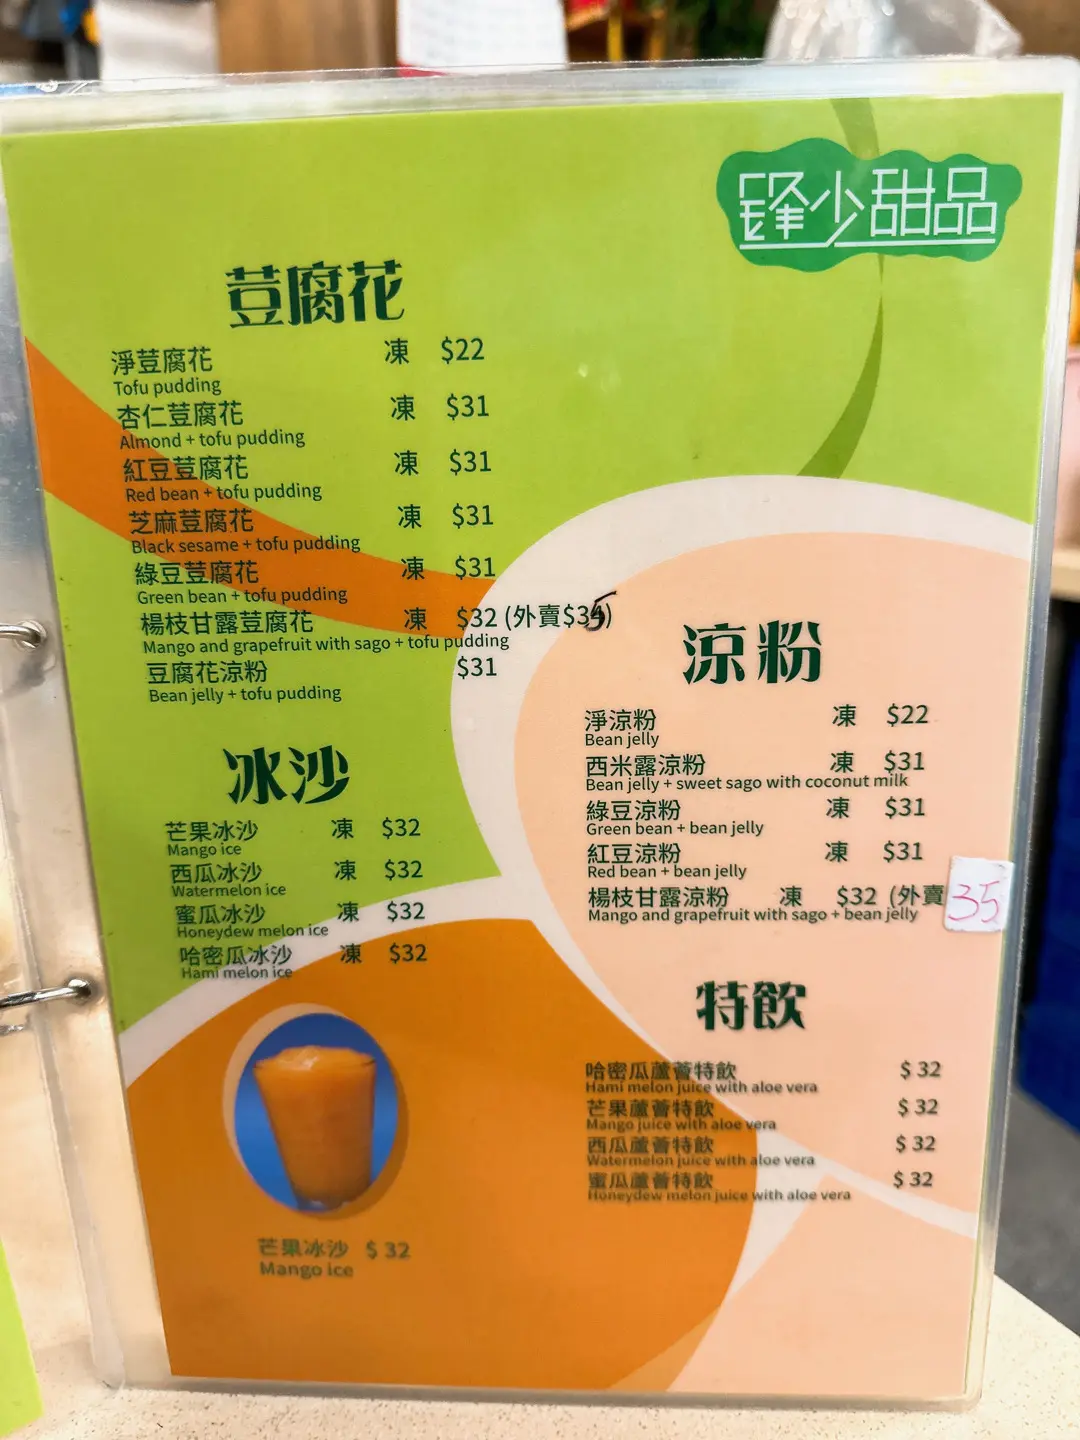 鋒少甜品
荳腐花
淨荳腐花 凍 $22
Tofu pudding
杏仁荳腐花 凍 $31
Almond + tofu pudding
紅豆荳腐花 凍 $31
Red bean + tofu pudding
芝麻荳腐花 凍 $31
Black sesame + tofu pudding
綠豆荳腐花 凍 $31
Green bean + tofu pudding
楊枝甘露荳腐花 凍 $32 (外賣$35)
Mango and grapefruit with sago + tofu pudding
豆腐花涼粉 $31
Bean jelly + tofu pudding
冰沙
芒果冰沙 凍 $32
Mango ice
西瓜冰沙 凍 $32
Watermelon ice
蜜瓜冰沙 凍 $32
Honeydew melon ice
哈密瓜冰沙 凍 $32
Hami melon ice
芒果冰沙 $ 32
Mango ice
涼粉
淨涼粉 凍 $22
Bean jelly
西米露涼粉 凍 $31
Bean jelly + sweet sago with coconut milk
綠豆涼粉 凍 $31
Green bean + bean jelly
紅豆涼粉 凍 $31
Red bean + bean jelly
楊枝甘露涼粉 凍 $32 (外賣 35
Mango and grapefruit with sago + bean jelly
特飲
哈密瓜蘆薈特飲 $ 32
Hami melon juice with aloe vera
芒果蘆薈特飲 $ 32
Mango juice with aloe vera
西瓜蘆薈特飲 $ 32
Watermelon juice with aloe vera
蜜瓜蘆薈特飲 $ 32
Honeydew melon juice with aloe vera